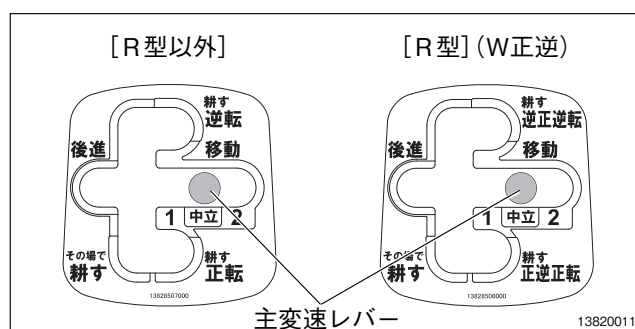 [R型以外]
[R型](W正逆)
耕す
逆転
後進
移動
1
中立
2
その場で
耕す
耕す
正転
13828507000
耕す
逆正逆転
後進
移動
1
中立
2
その場で
耕す
耕す
正逆正転
13828508000
主変速レバー
13820011